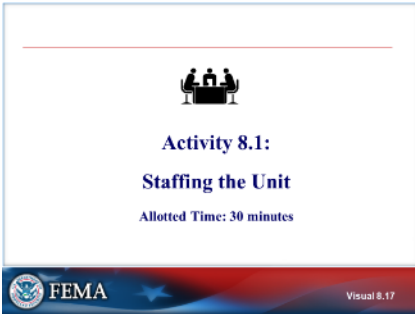 Activity 8.1:
Staffing the Unit
Allotted Time: 30 minutes
FEMA
Visual 8.17